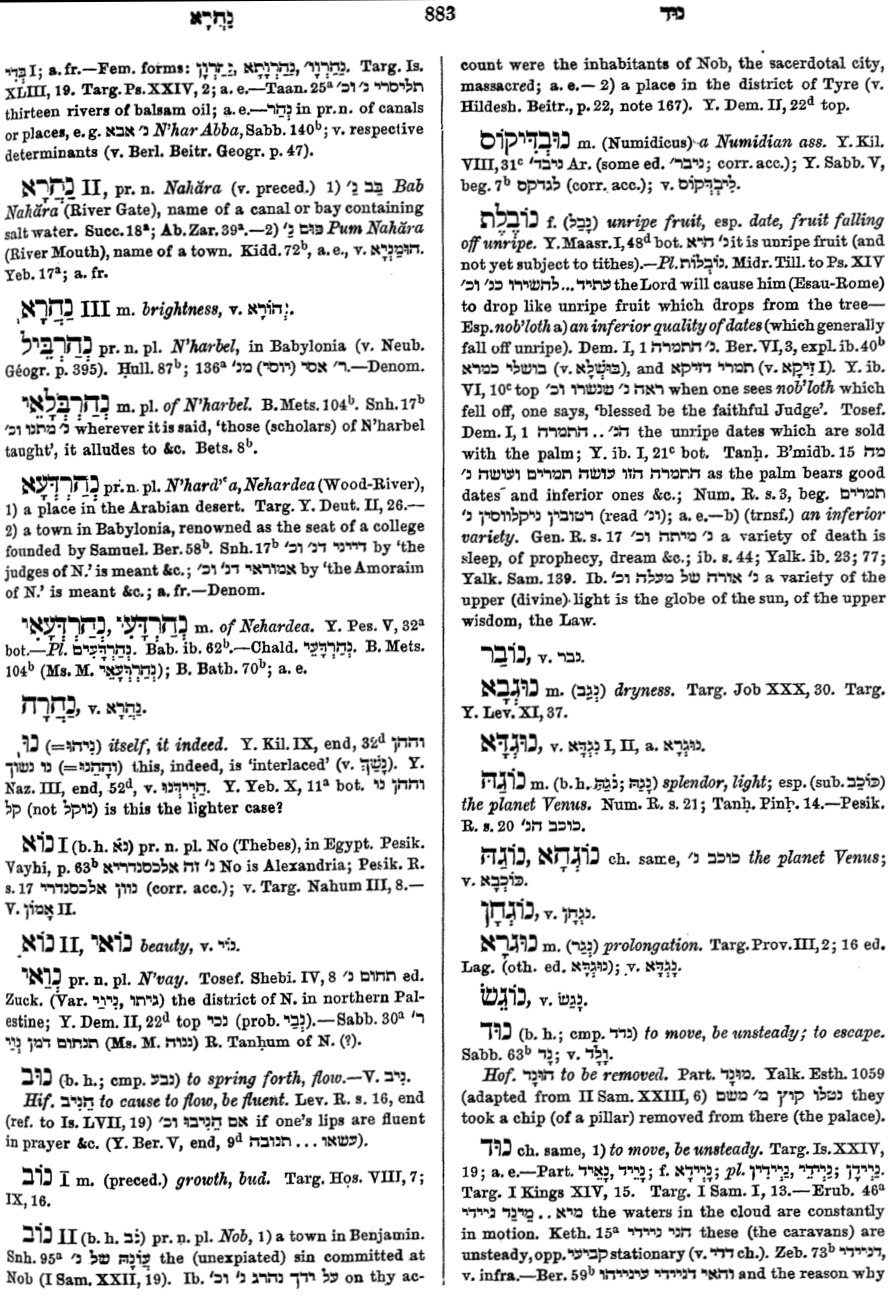 נַהֲרָא 883 נוּד
בְּדִי I; a. fr.—Fem. forms: נַהֲרְוָי, נַהַרְוָתָא, נַהֲרְוָן. Targ. Is.
XLIII, 19. Targ. Ps. XXIV, 2; a. e.—Taan. 25ᵃ תליסרי נ׳ וכ׳
thirteen rivers of balsam oil; a. e.—נְהַר in pr. n. of canals
or places, e. g. נ׳ אבא N'har Abba, Sabb. 140ᵇ; v. respective
determinants (v. Berl. Beitr. Geogr. p. 47).
נַהֲרָא II, pr. n. Nahăra (v. preced.) 1) בָּב נ׳ Bab
Nahăra (River Gate), name of a canal or bay containing
salt water. Succ. 18ᵃ; Ab. Zar. 39ᵃ.—2) פּוּם נ׳ Pum Nahăra
(River Mouth), name of a town. Kidd. 72ᵇ, a. e., v. הוּמַנְיָא.
Yeb. 17ᵃ; a. fr.
נַהֲרָא III m. brightness, v. נְהוֹרָא.
נְהַרְבֵּיל pr. n. pl. N'harbel, in Babylonia (v. Neub.
Géogr. p. 395). Ḥull. 87ᵇ; 136ᵃ ר׳ אסי (יוסי) מנ׳.—Denom.
נְהַרְבְּלָאֵי m. pl. of N'harbel. B. Mets. 104ᵇ. Snh. 17ᵇ
נ׳ מתנו וכ׳ wherever it is said, 'those (scholars) of N'harbel
taught', it alludes to &c. Bets. 8ᵇ.
נְהַרְדְּעָא pr. n. pl. N'hard'ʿa, Nehardea (Wood-River),
1) a place in the Arabian desert. Targ. Y. Deut. II, 26.—
2) a town in Babylonia, renowned as the seat of a college
founded by Samuel. Ber. 58ᵇ. Snh. 17ᵇ דייני דנ׳ וכ׳ by 'the
judges of N.' is meant &c.; אמוראי דנ׳ וכ׳ by 'the Amoraim
of N.' is meant &c.; a. fr.—Denom.
נְהַרְדְּעִי, נְהַרְדְּעָאִי m. of Nehardea. Y. Pes. V, 32ᵃ
bot.—Pl. נְהַרְדְּעִים. Bab. ib. 62ᵇ.—Chald. נְהַרְדְּעֵי. B. Mets.
104ᵇ (Ms. M. נְהַרְדְּעָאֵי); B. Bath. 70ᵇ; a. e.
נַהֲרָה, v. נַהֲרָא.
נוּ (=נִיהוּ) itself, it indeed. Y. Kil. IX, end, 32ᵈ וההן
נו נשוך (=וְהָהֵנוּ) this, indeed, is 'interlaced' (v. נָשַׁךְ). Y.
Naz. III, end, 52ᵈ, v. חֲיֵידְנוּ. Y. Yeb. X, 11ᵃ bot. וההן נו
קל (not נוקל) is this the lighter case?
נוֹא I (b. h. נֹא) pr. n. pl. No (Thebes), in Egypt. Pesik.
Vayhi, p. 63ᵇ נ׳ זה אלכסנדריא No is Alexandria; Pesik. R.
s. 17 נוון אלכסנדרי (corr. acc.); v. Targ. Nahum III, 8.—
V. אָמוֹן II.
נוֹא II, נוֹאי beauty, v. נוֹי.
נְוַאי pr. n. pl. N'vay. Tosef. Shebi. IV, 8 תחום נ׳ ed.
Zuck. (Var. גיתו, נְיוַיי) the district of N. in northern Pal-
estine; Y. Dem. II, 22ᵈ top נכי (prob. נְבֵי).—Sabb. 30ᵃ ר׳
תנחום דמן נְוַי (Ms. M. נווה) R. Tanḥum of N. (?).
נוּב (b. h.; cmp. נבע) to spring forth, flow.—V. נִיב.
Hif. הֵנִיב to cause to flow, be fluent. Lev. R. s. 16, end
(ref. to Is. LVII, 19) אם הֵנִיבוּ וכ׳ if one's lips are fluent
in prayer &c. (Y. Ber. V, end, 9ᵈ עשאו ... תנובה).
נוֹב I m. (preced.) growth, bud. Targ. Hos. VIII, 7;
IX, 16.
נוֹב II (b. h. נֹב) pr. n. pl. Nob, 1) a town in Benjamin.
Snh. 95ᵃ עֲוֹנָהּ של נ׳ the (unexpiated) sin committed at
Nob (I Sam. XXII, 19). Ib. על ידך נהרג נ׳ וכ׳ on thy ac-
count were the inhabitants of Nob, the sacerdotal city,
massacred; a. e.— 2) a place in the district of Tyre (v.
Hildesh. Beitr., p. 22, note 167). Y. Dem. II, 22ᵈ top.
נוּבְדִיקוֹס m. (Numidicus) a Numidian ass. Y. Kil.
VIII, 31ᶜ נויבד׳ Ar. (some ed. נויבר׳; corr. acc.); Y. Sabb. V,
beg. 7ᵇ לגדקס (corr. acc.); v. לִיבְדְּקוֹס.
נוֹבֶלֶת f. (נָבֵל) unripe fruit, esp. date, fruit falling
off unripe. Y. Maasr. I, 48ᵈ bot. נ׳ היא it is unripe fruit (and
not yet subject to tithes).—Pl. נוֹבְלוֹת. Midr. Till. to Ps. XIV
עתיד... להשירו כנ׳ וכ׳ the Lord will cause him (Esau-Rome)
to drop like unripe fruit which drops from the tree—
Esp. nob'loth a) an inferior quality of dates (which generally
fall off unripe). Dem. I, 1 נ׳ התמרה. Ber. VI, 3, expl. ib. 40ᵇ
בושלי כמרא (v. בּוּשְׁלָא), and תמרי דזיקא (v. זִיקָא I). Y. ib.
VI, 10ᶜ top ראה נ׳ שנשרו וכ׳ when one sees nob'loth which
fell off, one says, 'blessed be the faithful Judge'. Tosef.
Dem. I, 1 הנ׳ .. התמרה the unripe dates which are sold
with the palm; Y. ib. I, 21ᶜ bot. Tanḥ. B'midb. 15 מה
התמרה הזו עושה תמרים ועושה נ׳ as the palm bears good
dates and inferior ones &c.; Num. R. s. 3, beg. תמרים
רטובין ניקלווסין נ׳ (read ונ׳); a. e.—b) (trnsf.) an inferior
variety. Gen. R. s. 17 נ׳ מיתה וכ׳ a variety of death is
sleep, of prophecy, dream &c.; ib. s. 44; Yalk. ib. 23; 77;
Yalk. Sam. 139. Ib. נ׳ אורה של מעלה וכ׳ a variety of the
upper (divine) light is the globe of the sun, of the upper
wisdom, the Law.
נוֹבַר, v. נבר.
נוּגְבָא m. (נְגַב) dryness. Targ. Job XXX, 30. Targ.
Y. Lev. XI, 37.
נוּגְדָּא, v. נִגְדָּא I, II, a. נוּגְרָא.
נוֹגַהּ m. (b. h. נֹגַהּ; נָגַהּ) splendor, light; esp. (sub. כּוֹכָב)
the planet Venus. Num. R. s. 21; Tanḥ. Pinḥ. 14.—Pesik.
R. s. 20 כוכב הנ׳.
נוֹגְהָא, נוֹגַהּ ch. same, כוכב נ׳ the planet Venus;
v. כּוֹכְבָא.
נוֹגְחָן, v. נַגְחָן.
נוּגְרָא m. (נְגַר) prolongation. Targ. Prov. III, 2; 16 ed.
Lag. (oth. ed. נוּגְדָּא); v. נַגְדָּא.
נוֹגֵשׂ, v. נָגַשׂ.
נוּד (b. h.; cmp. נדד) to move, be unsteady; to escape.
Sabb. 63ᵇ נָד; v. וָלָד.
Hof. הוּנָד to be removed. Part. מוּנָד. Yalk. Esth. 1059
(adapted from II Sam. XXIII, 6) נטלו קוץ מ׳ משם they
took a chip (of a pillar) removed from there (the palace).
נוּד ch. same, 1) to move, be unsteady. Targ. Is. XXIV,
19; a. e.—Part. נָאֵיד, נָיֵיד; f. נָיְידָא; pl. נָיְידִין, נָיְידֵי; נָיְידָן.
Targ. I Kings XIV, 15. Targ. I Sam. I, 13.—Erub. 46ᵃ
מיא .. מֵינַד ניידי the waters in the cloud are constantly
in motion. Keth. 15ᵃ הני ניידי these (the caravans) are
unsteady, opp. קביעי stationary (v. דדי ch.). Zeb. 73ᵇ דניידי,
v. infra.—Ber. 59ᵇ והאי דניידי עינייהו and the reason why